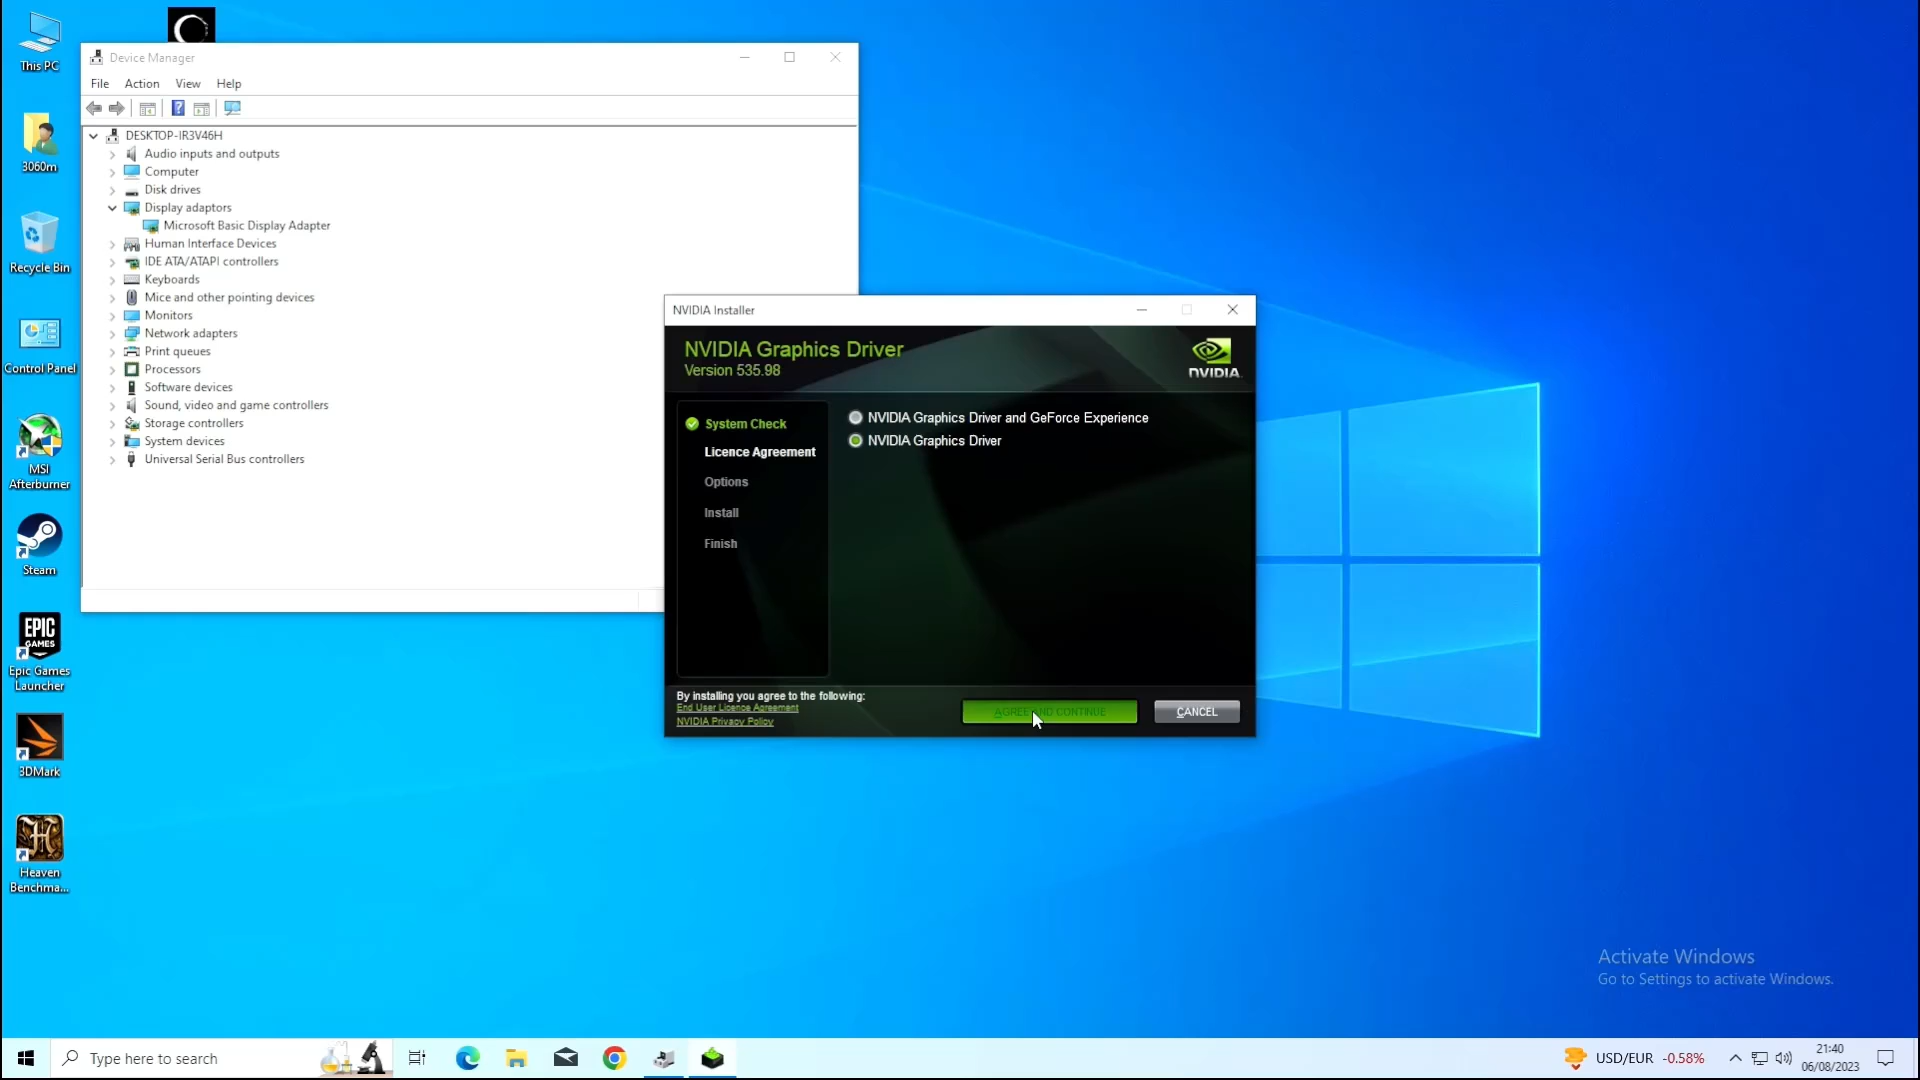 This PC
3060m
Recycle Bin
Control Panel
MSI
Afterburner
Steam
EPIC
GAMES
Epic Games
Launcher
3DMark
Heaven
Benchma...
Device Manager
File Action View Help
DESKTOP-IR3V46H
Audio inputs and outputs
Computer
Disk drives
Display adaptors
Microsoft Basic Display Adapter
Human Interface Devices
IDE ATA/ATAPI controllers
Keyboards
Mice and other pointing devices
Monitors
Network adapters
Print queues
Processors
Software devices
Sound, video and game controllers
Storage controllers
System devices
Universal Serial Bus controllers
NVIDIA Installer
NVIDIA Graphics Driver
Version 535.98
NVIDIA
System Check
Licence Agreement
Options
Install
Finish
NVIDIA Graphics Driver and GeForce Experience
NVIDIA Graphics Driver
By installing you agree to the following:
End User Licence Agreement
NVIDIA Privacy Policy
AGREE AND CONTINUE
CANCEL
Activate Windows
Go to Settings to activate Windows.
Type here to search
USD/EUR -0.58%
21:40
06/08/2023